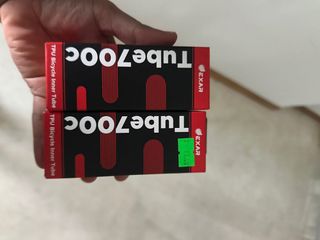 EXAR
Tube700c
TPU Bicycle Inner Tube
EXAR
Tube700c
TPU Bicycle Inner Tube